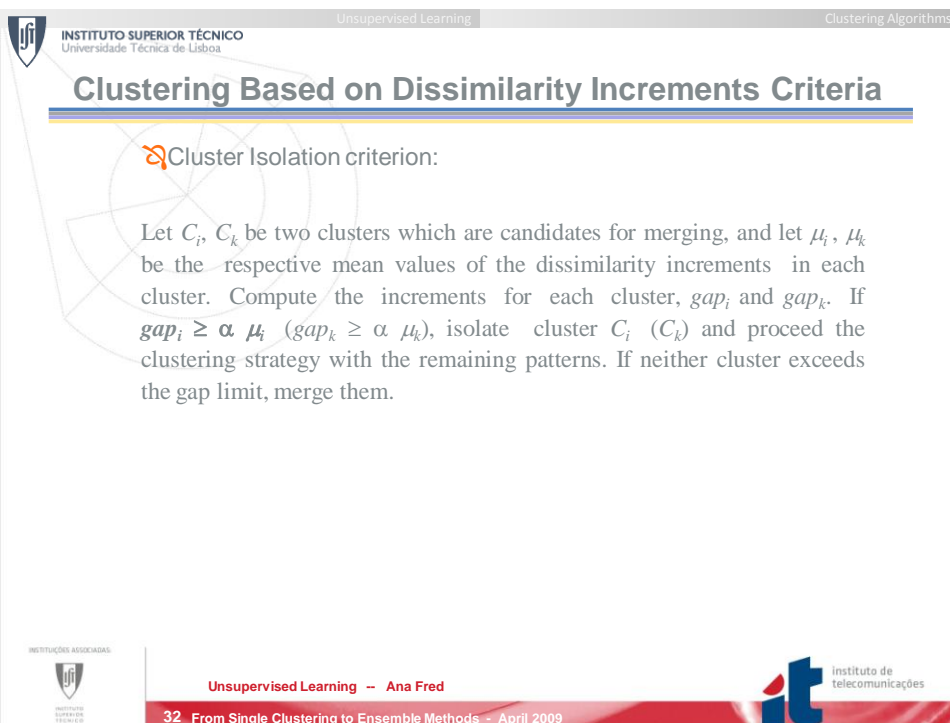 Unsupervised Learning
Clustering Algorithms
INSTITUTO SUPERIOR TÉCNICO
Universidade Técnica de Lisboa
Clustering Based on Dissimilarity Increments Criteria
Cluster Isolation criterion:
Let Cᵢ, Cₖ be two clusters which are candidates for merging, and let μᵢ, μₖ
be the respective mean values of the dissimilarity increments in each
cluster. Compute the increments for each cluster, gapᵢ and gapₖ. If
gapᵢ ≥ α μᵢ (gapₖ ≥ α μₖ), isolate cluster Cᵢ (Cₖ) and proceed the
clustering strategy with the remaining patterns. If neither cluster exceeds
the gap limit, merge them.
INSTITUIÇÕES ASSOCIADAS:
INSTITUTO
SUPERIOR
TÉCNICO
Unsupervised Learning -- Ana Fred
32 From Single Clustering to Ensemble Methods - April 2009
it
instituto de
telecomunicações